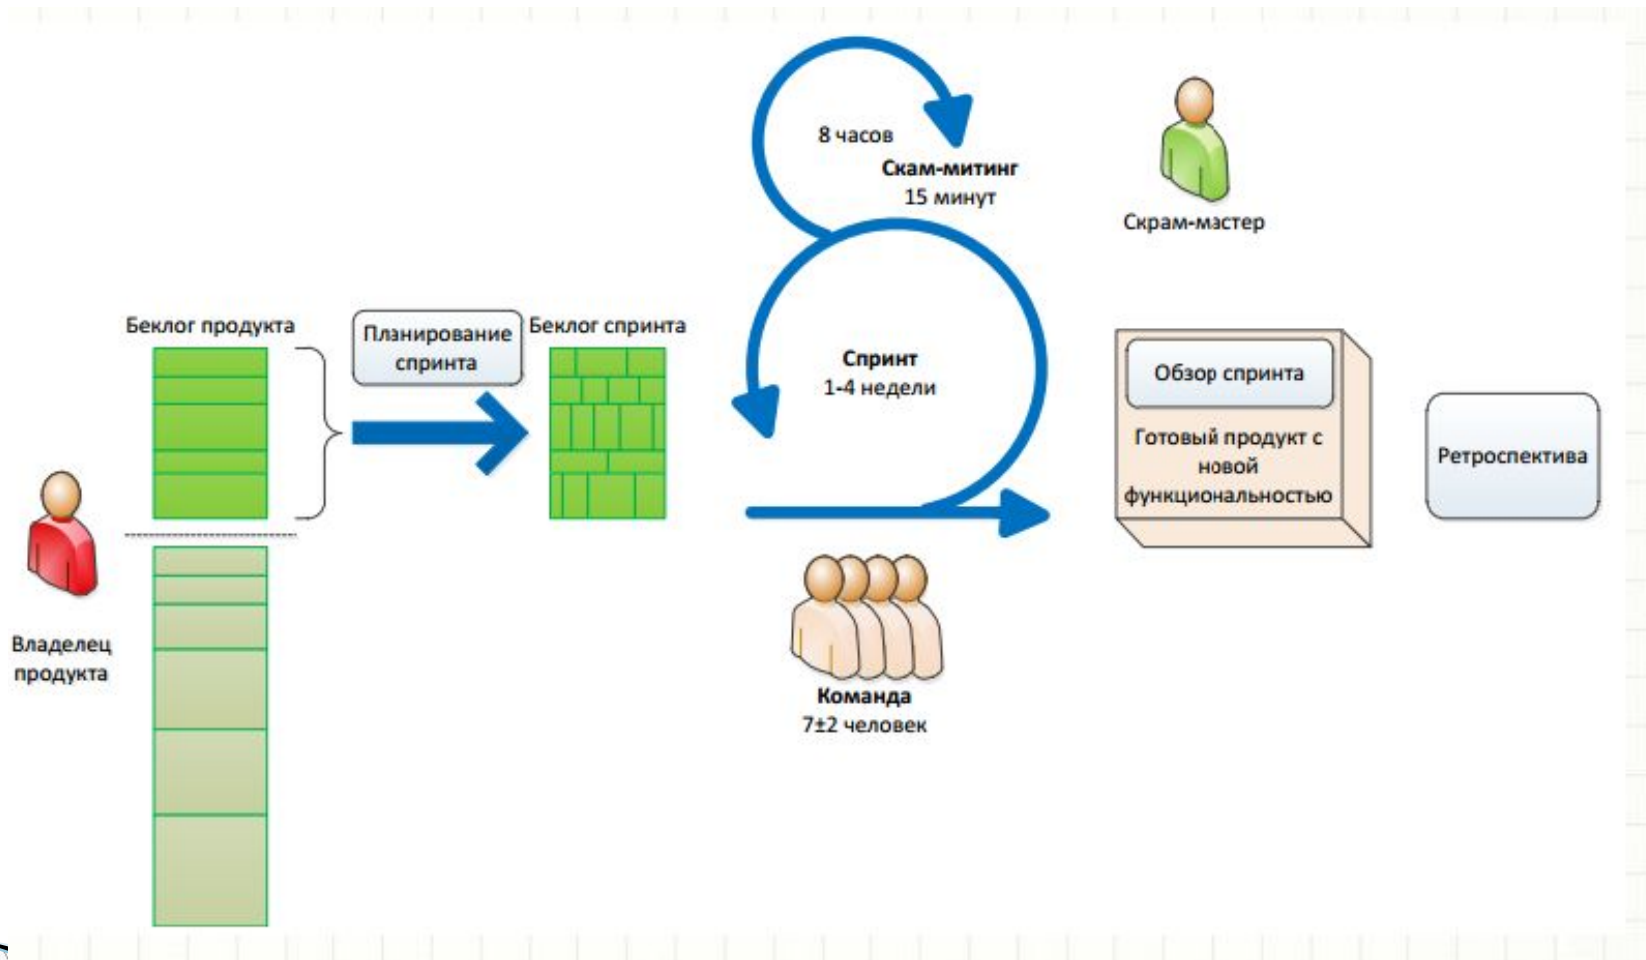 8 часов
Скам-митинг
15 минут
Скрам-мастер
Беклог продукта
Планирование
спринта
Беклог спринта
Спринт
1-4 недели
Обзор спринта
Готовый продукт с
новой
функциональностью
Ретроспектива
Владелец
продукта
Команда
7±2 человек